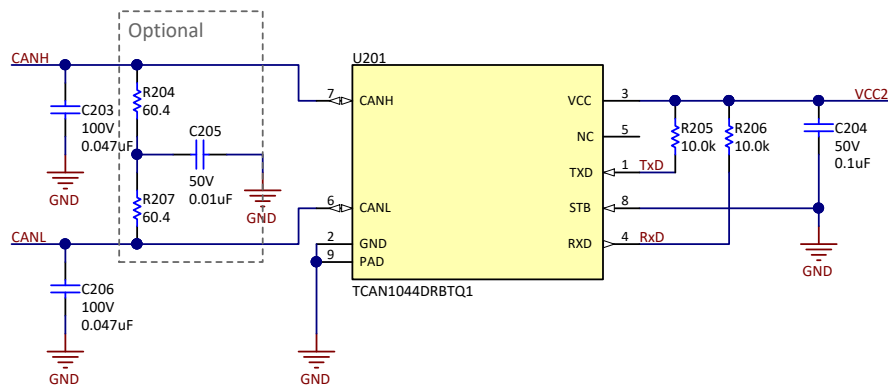 Optional
CANH
R204
60.4
C203
100V
0.047uF
C205
50V
0.01uF
GND
GND
R207
60.4
CANL
C206
100V
0.047uF
GND
U201
7 CANH
6 CANL
2 GND
9 PAD
VCC 3
NC 5
TXD 1 TxD
STB 8
RXD 4 RxD
TCAN1044DRBTQ1
GND
VCC2
R205
10.0k
R206
10.0k
C204
50V
0.1uF
GND